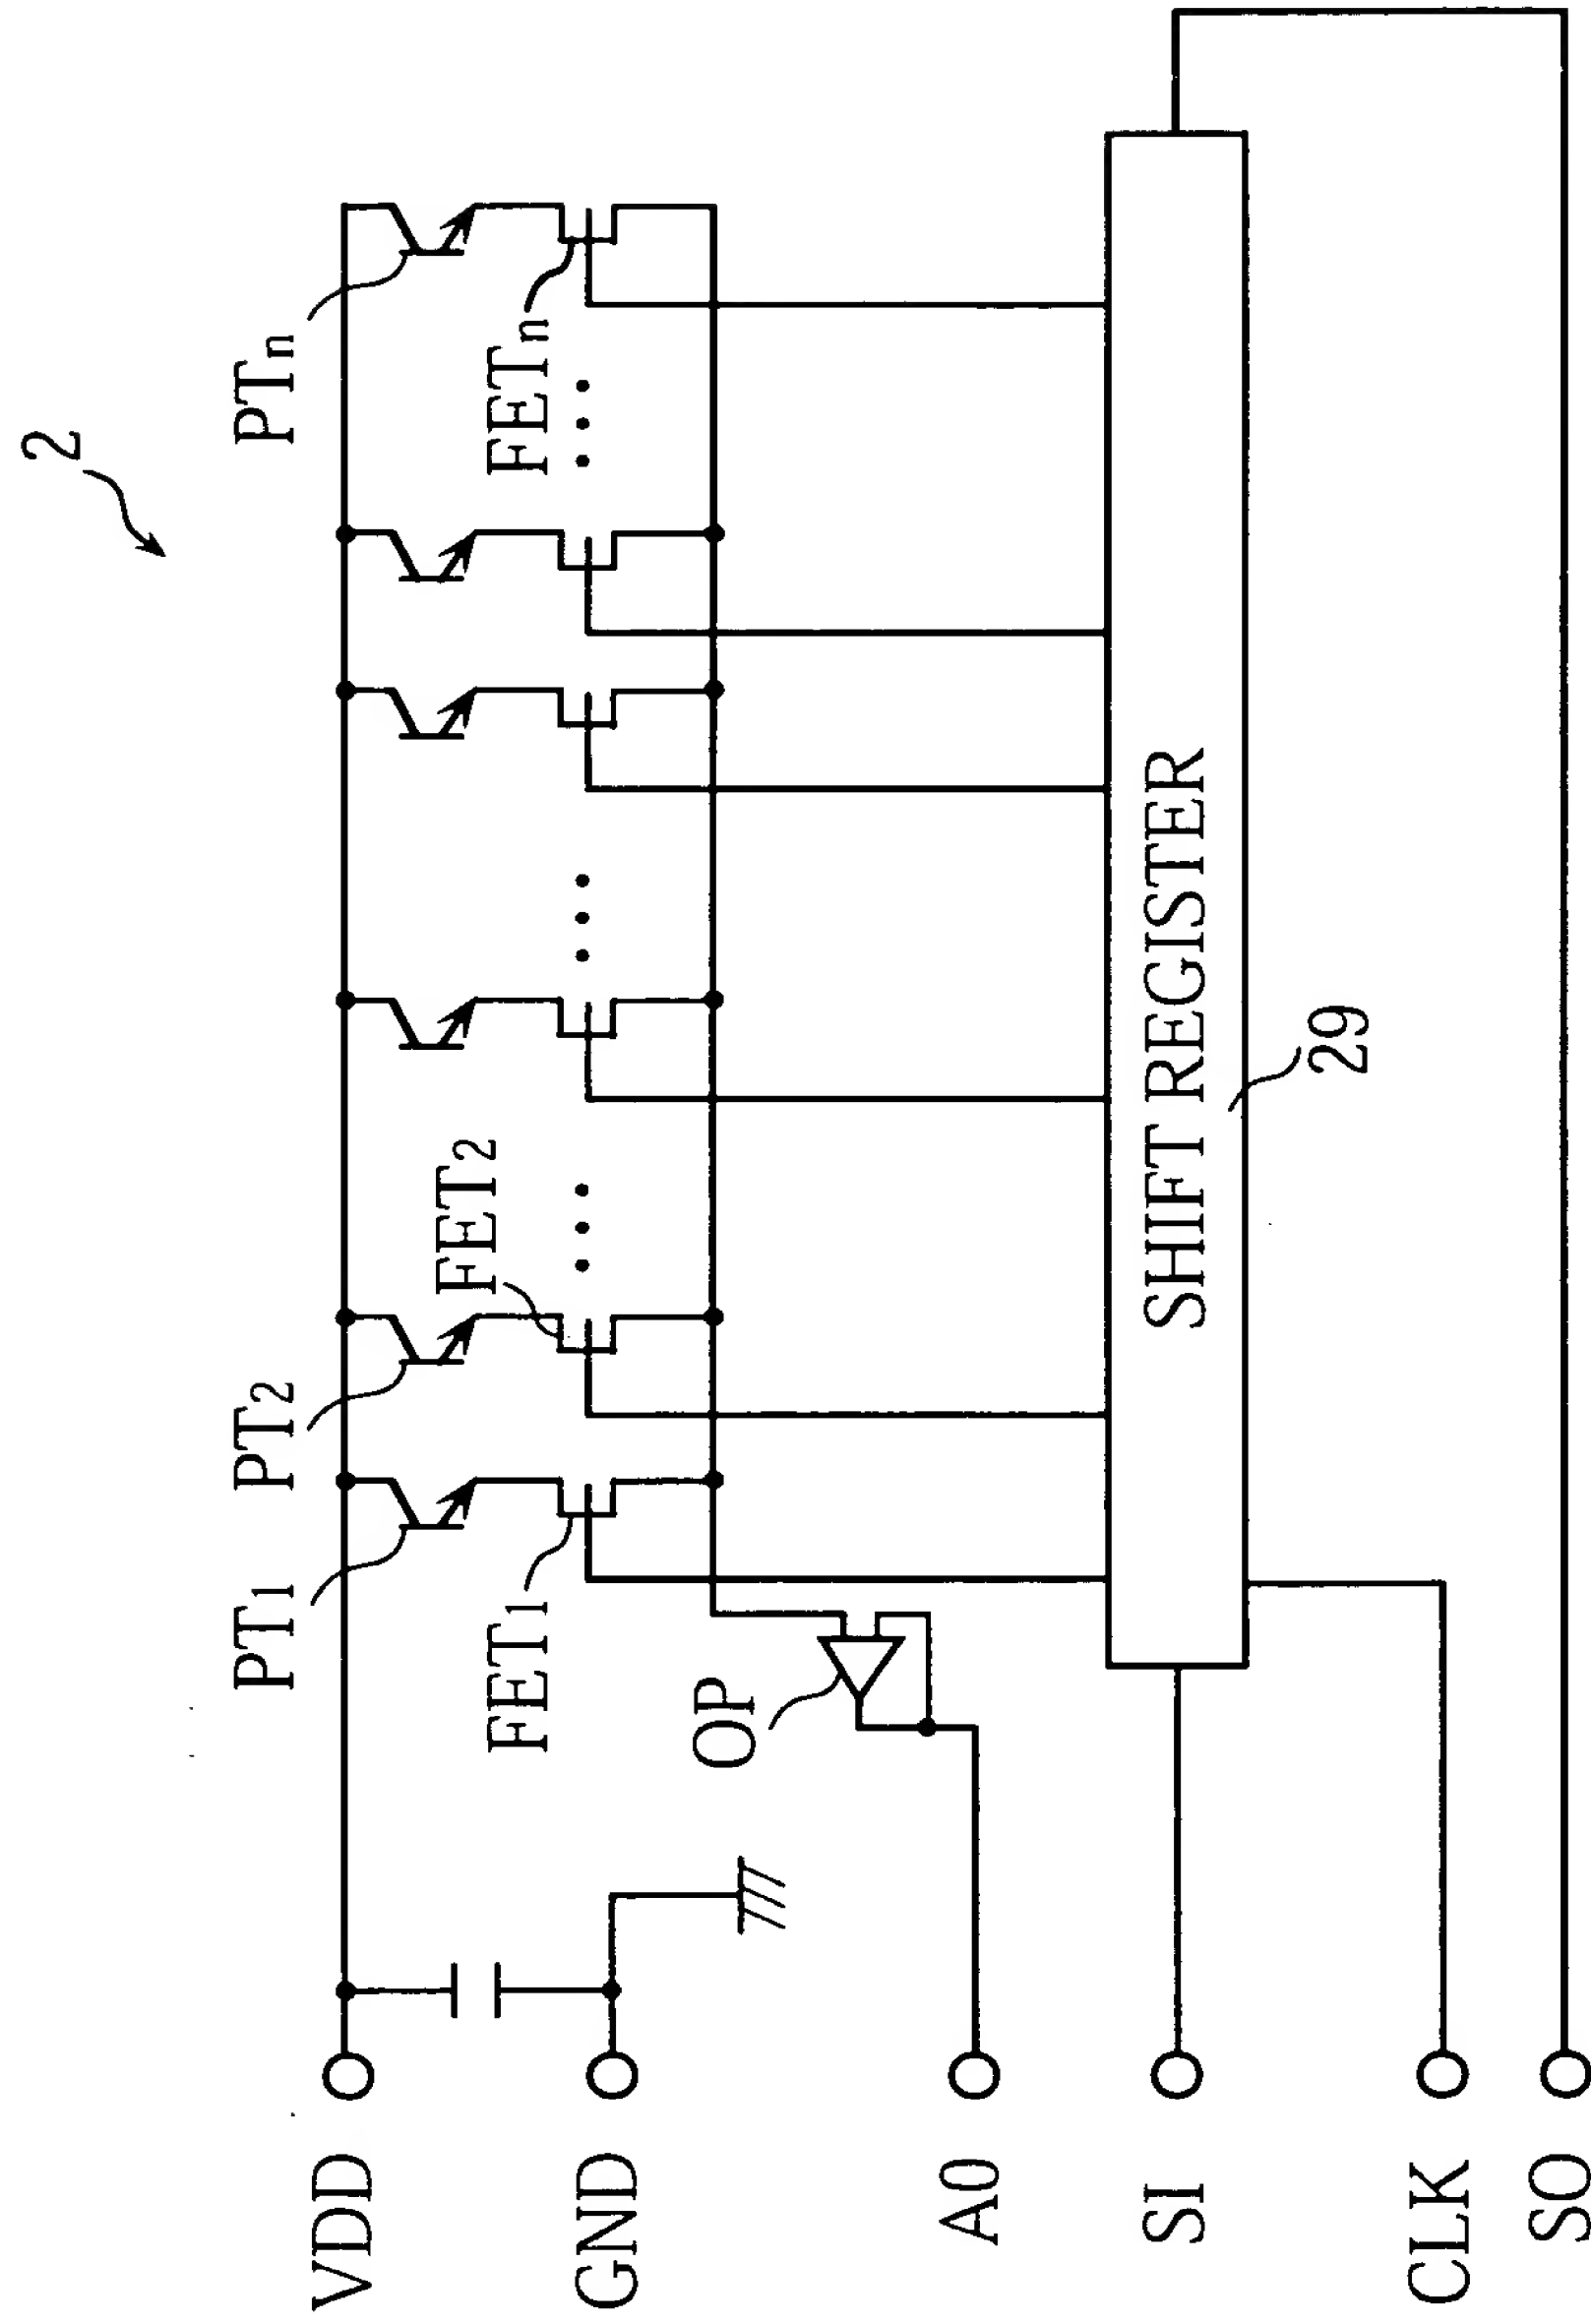 2
PT1
PT2
PTn
FET1
FET2
FETn
OP
SHIFT REGISTER
29
VDD
GND
A0
SI
CLK
SO